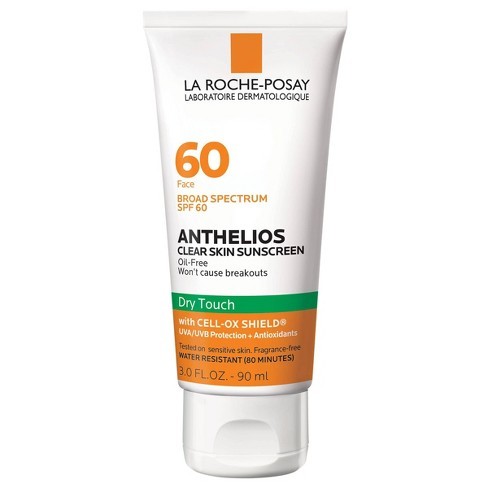 LA ROCHE-POSAY
LABORATOIRE DERMATOLOGIQUE
60
Face
BROAD SPECTRUM
SPF 60
ANTHELIOS
CLEAR SKIN SUNSCREEN
Oil-Free
Won't cause breakouts
Dry Touch
with CELL-OX SHIELD®
UVA/UVB Protection + Antioxidants
Tested on sensitive skin. Fragrance-free
WATER RESISTANT (80 MINUTES)
3.0 FL.OZ. - 90 ml